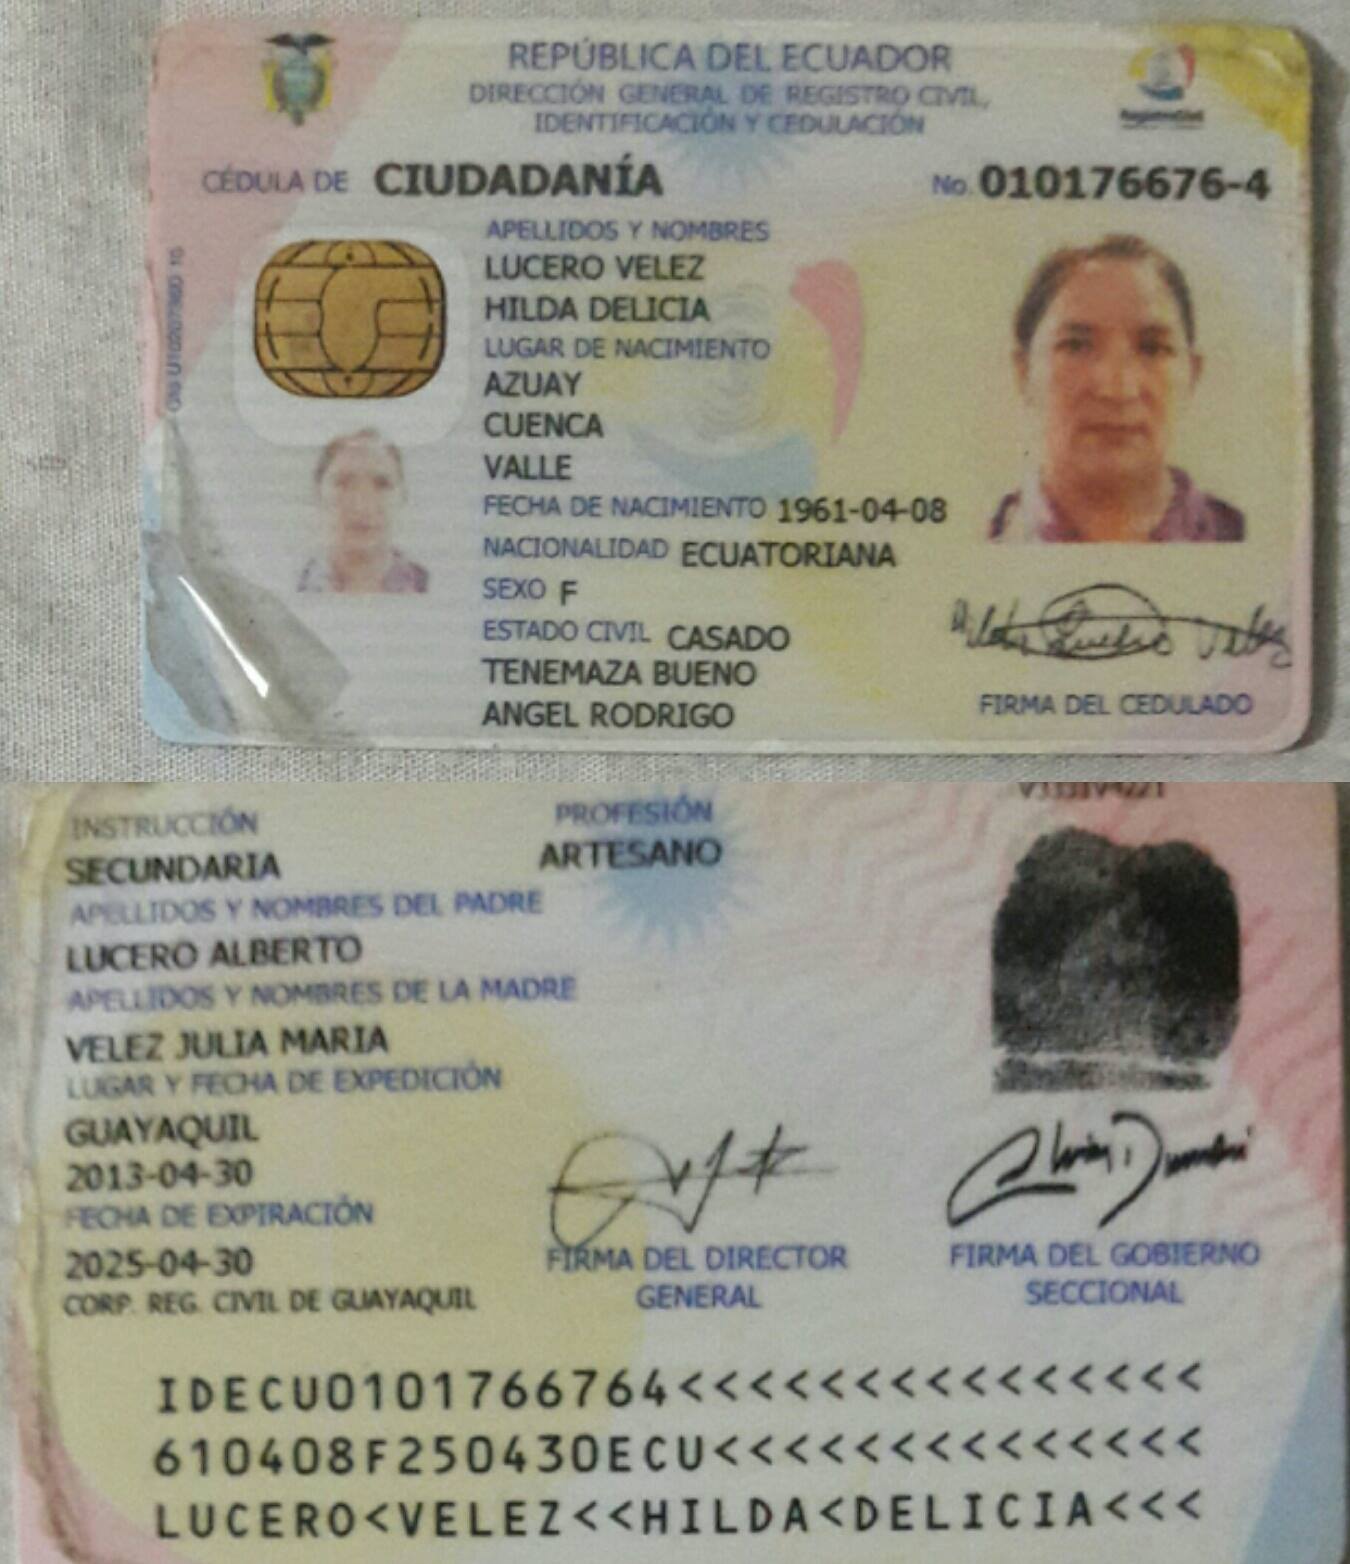 REPÚBLICA DEL ECUADOR
DIRECCIÓN GENERAL DE REGISTRO CIVIL,
IDENTIFICACIÓN Y CEDULACIÓN
CÉDULA DE CIUDADANÍA
No. 010176676-4
APELLIDOS Y NOMBRES
LUCERO VELEZ
HILDA DELICIA
LUGAR DE NACIMIENTO
AZUAY
CUENCA
VALLE
FECHA DE NACIMIENTO 1961-04-08
NACIONALIDAD ECUATORIANA
SEXO F
ESTADO CIVIL CASADO
TENEMAZA BUENO
ANGEL RODRIGO
Hilda Lucero Velez
FIRMA DEL CEDULADO
INSTRUCCIÓN
SECUNDARIA
PROFESIÓN
ARTESANO
APELLIDOS Y NOMBRES DEL PADRE
LUCERO ALBERTO
APELLIDOS Y NOMBRES DE LA MADRE
VELEZ JULIA MARIA
LUGAR Y FECHA DE EXPEDICIÓN
GUAYAQUIL
2013-04-30
FECHA DE EXPIRACIÓN
2025-04-30
CORP. REG. CIVIL DE GUAYAQUIL
FIRMA DEL DIRECTOR
GENERAL
FIRMA DEL GOBIERNO
SECCIONAL
IDECU0101766764<<<<<<<<<<<<<<<
610408F250430ECU<<<<<<<<<<<<<<
LUCERO<VELEZ<<HILDA<DELICIA<<<